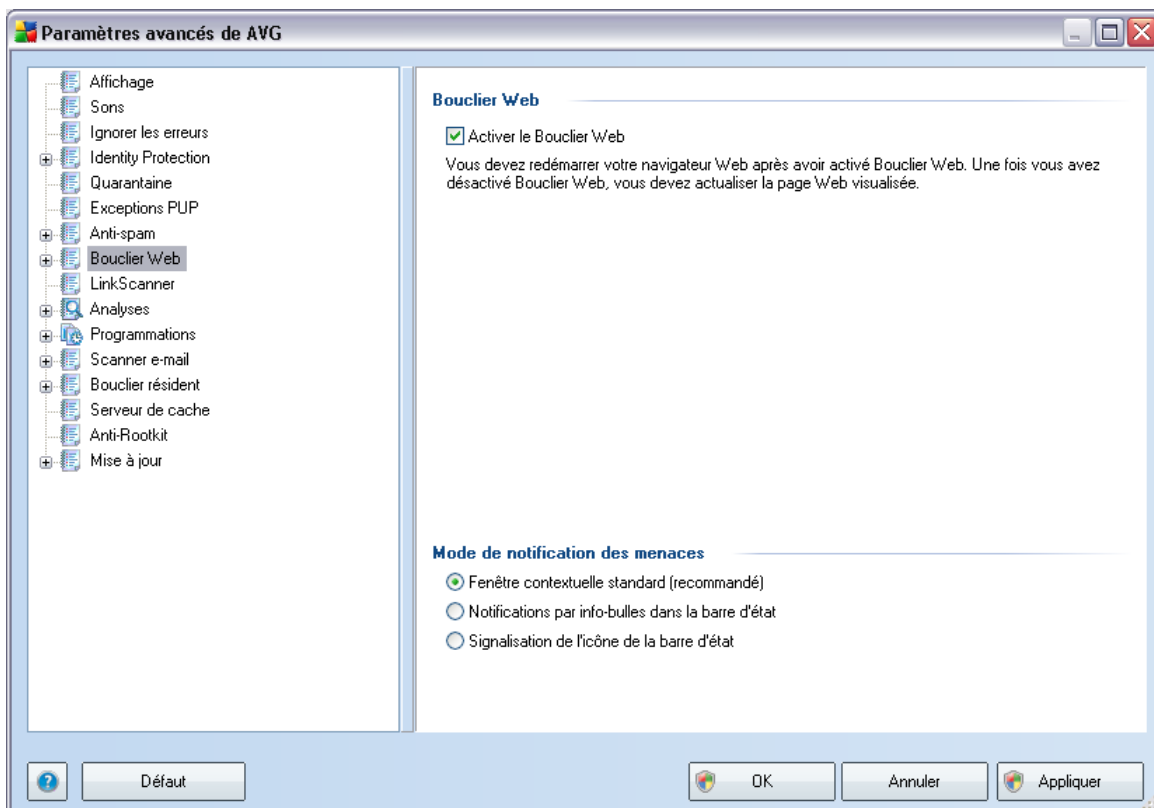 Paramètres avancés de AVG
Affichage
Sons
Ignorer les erreurs
Identity Protection
Quarantaine
Exceptions PUP
Anti-spam
Bouclier Web
LinkScanner
Analyses
Programmations
Scanner e-mail
Bouclier résident
Serveur de cache
Anti-Rootkit
Mise à jour
Bouclier Web
Activer le Bouclier Web
Vous devez redémarrer votre navigateur Web après avoir activé Bouclier Web. Une fois vous avez
désactivé Bouclier Web, vous devez actualiser la page Web visualisée.
Mode de notification des menaces
Fenêtre contextuelle standard (recommandé)
Notifications par info-bulles dans la barre d'état
Signalisation de l'icône de la barre d'état
?
Défaut
OK
Annuler
Appliquer